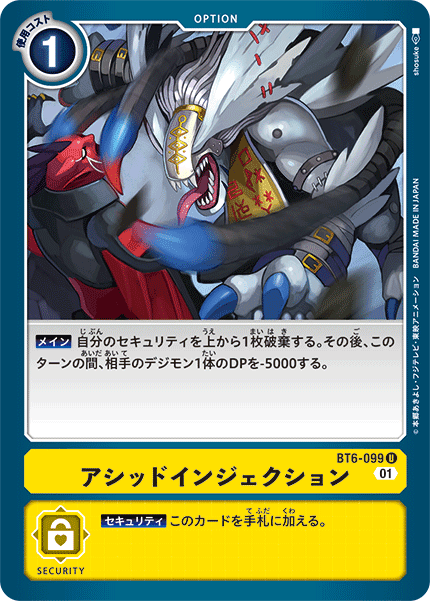 OPTION
使用コスト
1
shosuke
©本郷あきよし・フジテレビ・東映アニメーション BANDAI MADE IN JAPAN
メイン 自分のセキュリティを上から1枚破棄する。その後、この
ターンの間、相手のデジモン1体のDPを-5000する。
BT6-099 U
01
アシッドインジェクション
セキュリティ このカードを手札に加える。
SECURITY